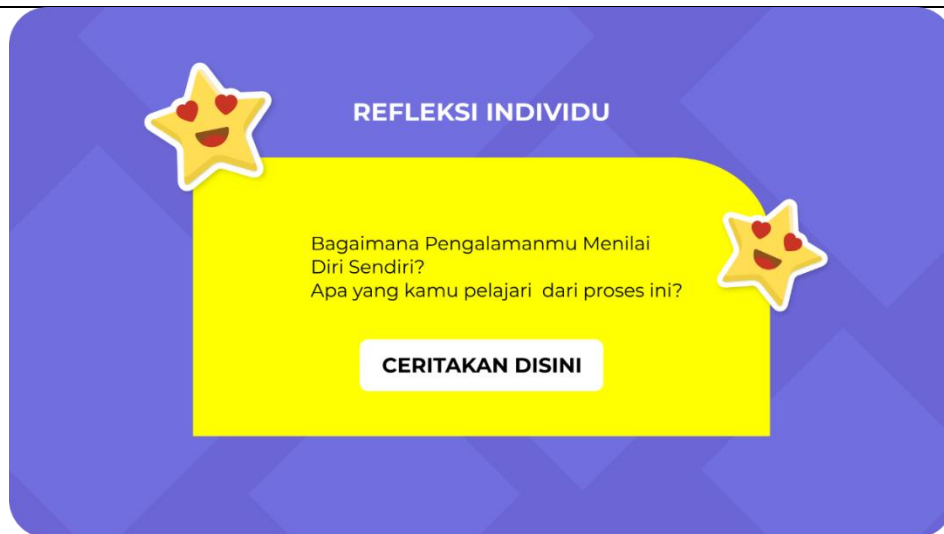 REFLEKSI INDIVIDU
Bagaimana Pengalamanmu Menilai
Diri Sendiri?
Apa yang kamu pelajari dari proses ini?
CERITAKAN DISINI